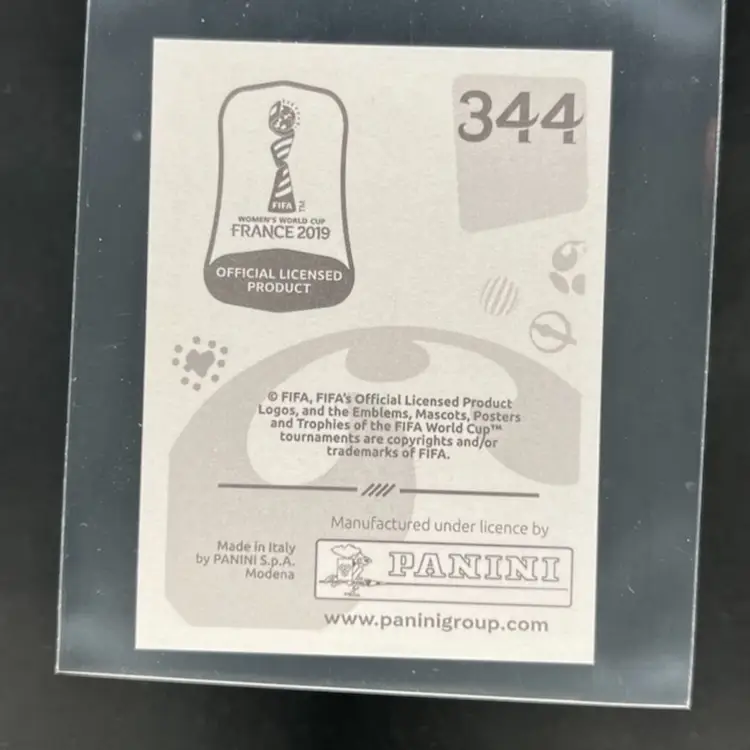 344
FIFA
TM
WOMEN'S WORLD CUP
FRANCE 2019
OFFICIAL LICENSED
PRODUCT
© FIFA, FIFA's Official Licensed Product
Logos, and the Emblems, Mascots, Posters
and Trophies of the FIFA World Cup™
tournaments are copyrights and/or
trademarks of FIFA.
Manufactured under licence by
Made in Italy
by PANINI S.p.A.
Modena
PANINI
www.paninigroup.com